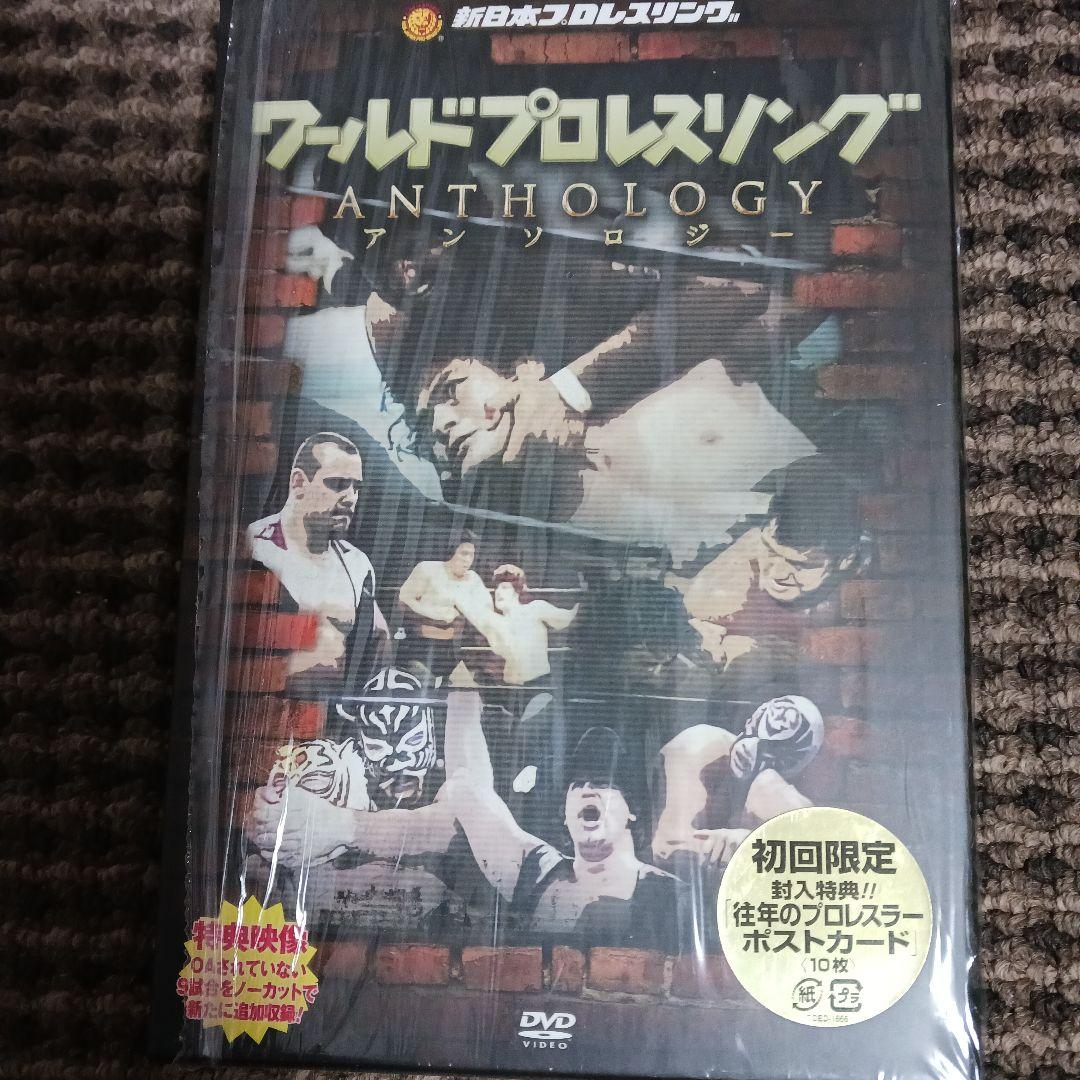 新日本プロレスリング
®
ワールドプロレスリング
ANTHOLOGY
アンソロジー
初回限定
封入特典!!
「往年のプロレスラー
ポストカード」
〈10枚〉
紙 プラ
特典映像
OAされていない
9試合をノーカットで
新たに追加収録!
DVD
VIDEO